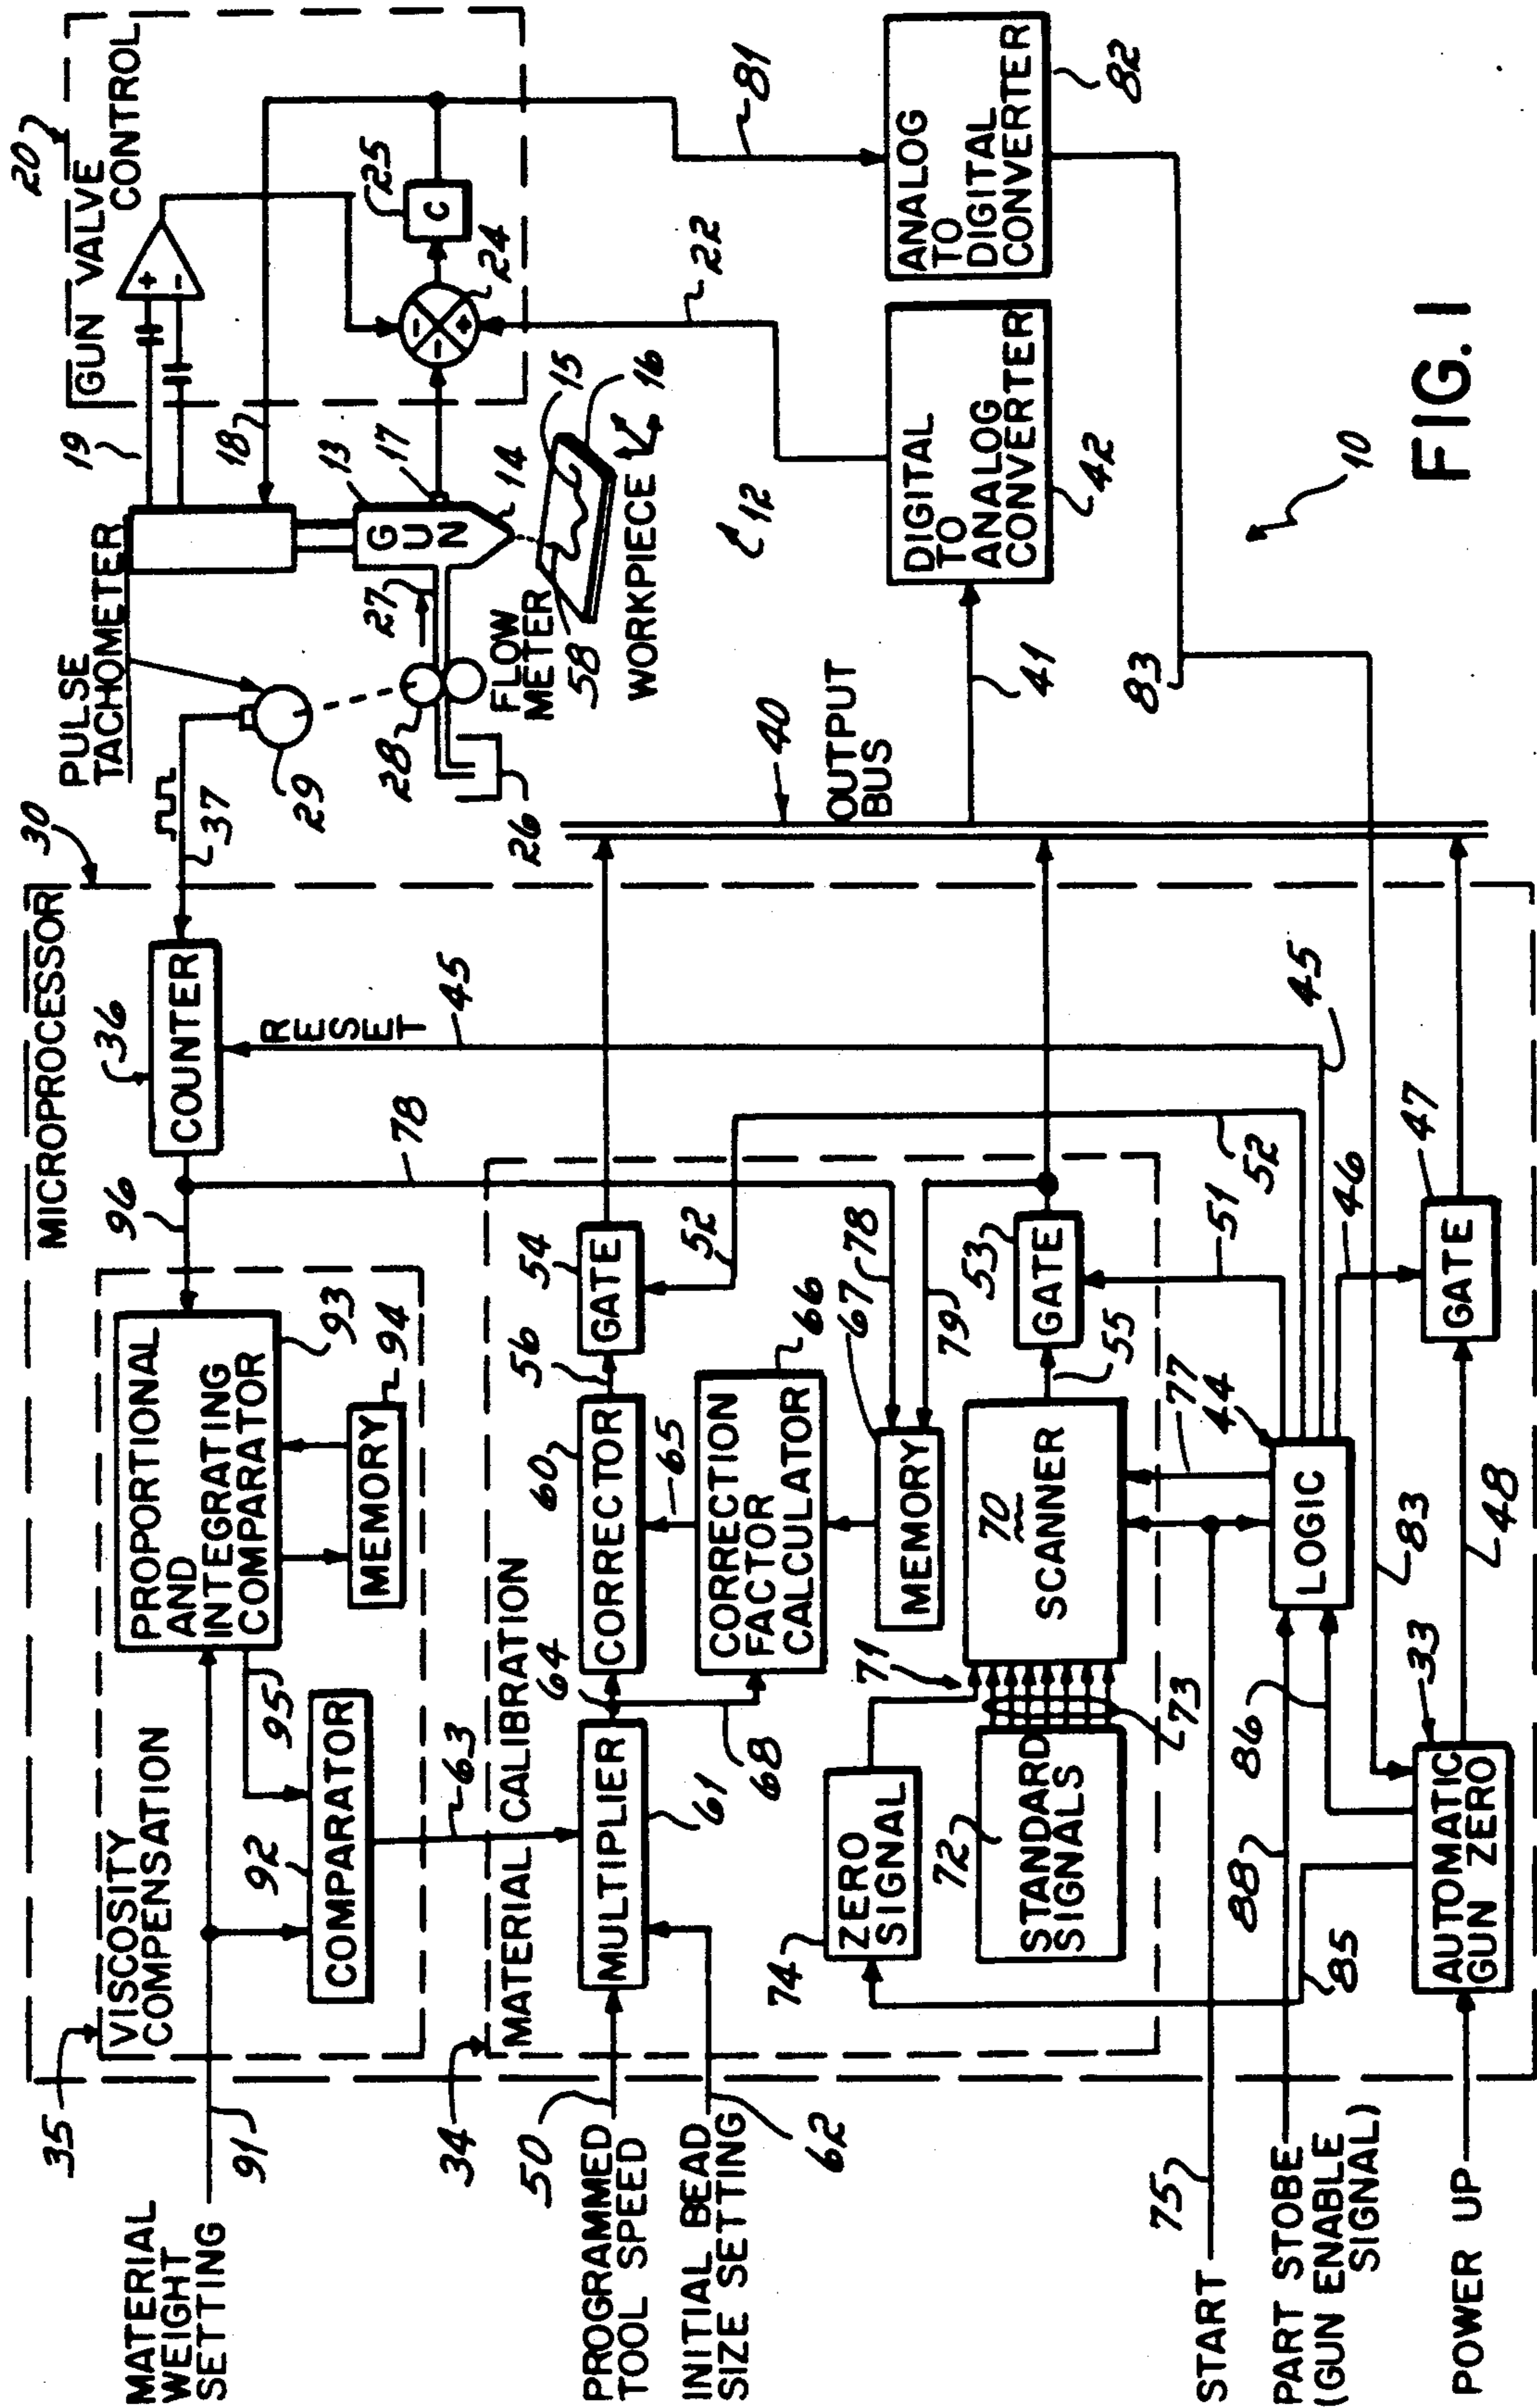 MICROPROCESSOR
30
35
VISCOSITY
COMPENSATION
MATERIAL
WEIGHT
SETTING
91
92
COMPARATOR
95
PROPORTIONAL
AND
INTEGRATING
COMPARATOR
93
MEMORY
94
96
COUNTER
36
37
RESET
45
78
63
34
MATERIAL CALIBRATION
PROGRAMMED
TOOL SPEED
50
INITIAL BEAD
SIZE SETTING
62
MULTIPLIER
61
64
68
CORRECTOR
60
65
56
GATE
54
52
CORRECTION
FACTOR
CALCULATOR
66
MEMORY
67
78
79
ZERO
SIGNAL
74
STANDARD
SIGNALS
72
73
71
70
SCANNER
55
GATE
53
51
52
45
46
77
44
START
75
PART STOBE
(GUN ENABLE
SIGNAL)
88
86
85
LOGIC
POWER UP
AUTOMATIC
GUN ZERO
33
83
48
GATE
47
OUTPUT
BUS
40
41
PULSE
TACHOMETER
29
28
26
FLOW
METER
27
GUN
13
14
17
18
19
58
15
16
WORKPIECE
12
20
GUN VALVE
CONTROL
+
-
-
-
+
24
C
25
22
81
DIGITAL
TO
ANALOG
CONVERTER
42
ANALOG
TO
DIGITAL
CONVERTER
82
83
10
FIG. 1